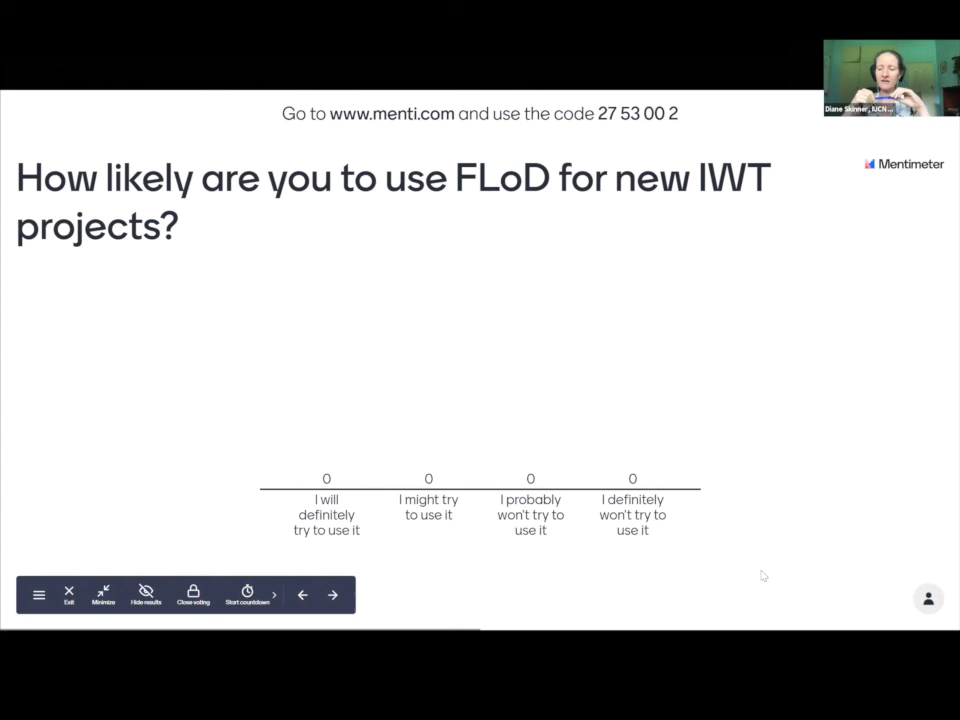 Go to www.menti.com and use the code 27 53 00 2
Diane Skinner, IUCN ...
Mentimeter
How likely are you to use FLoD for new IWT
projects?
0
0
0
0
I will
definitely
try to use it
I might try
to use it
I probably
won't try to
use it
I definitely
won't try to
use it
Exit
Minimize
Hide results
Close voting
Start countdown